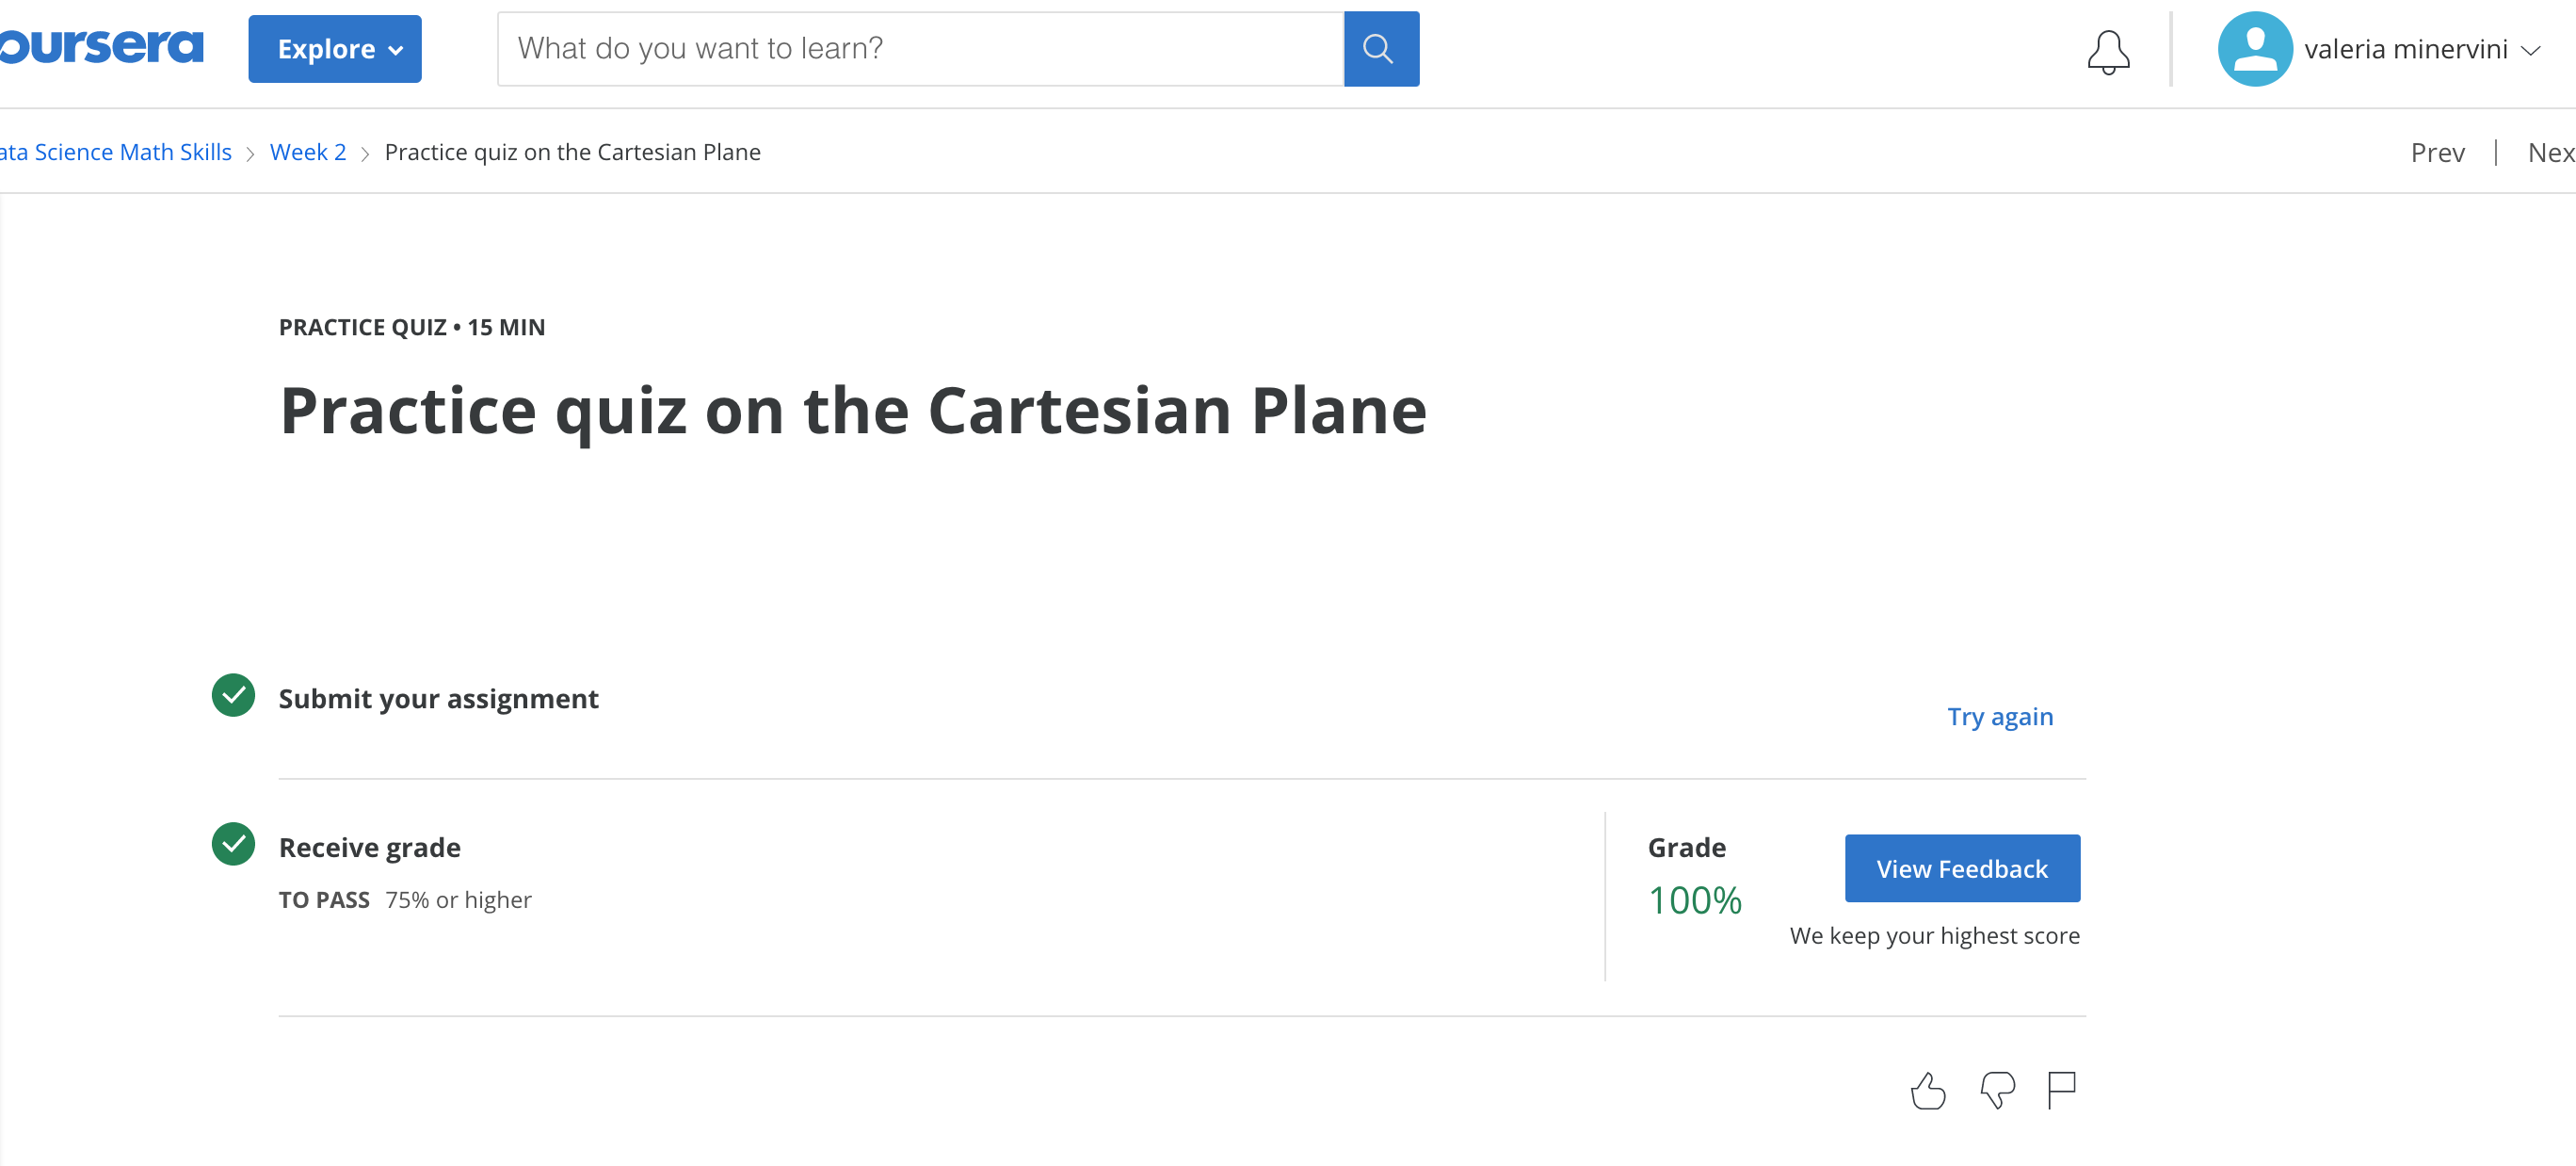 oursera
Explore
What do you want to learn?
valeria minervini
ata Science Math Skills
Week 2
Practice quiz on the Cartesian Plane
Prev
Nex
PRACTICE QUIZ • 15 MIN
Practice quiz on the Cartesian Plane
Submit your assignment
Try again
Receive grade
TO PASS 75% or higher
Grade
100%
View Feedback
We keep your highest score